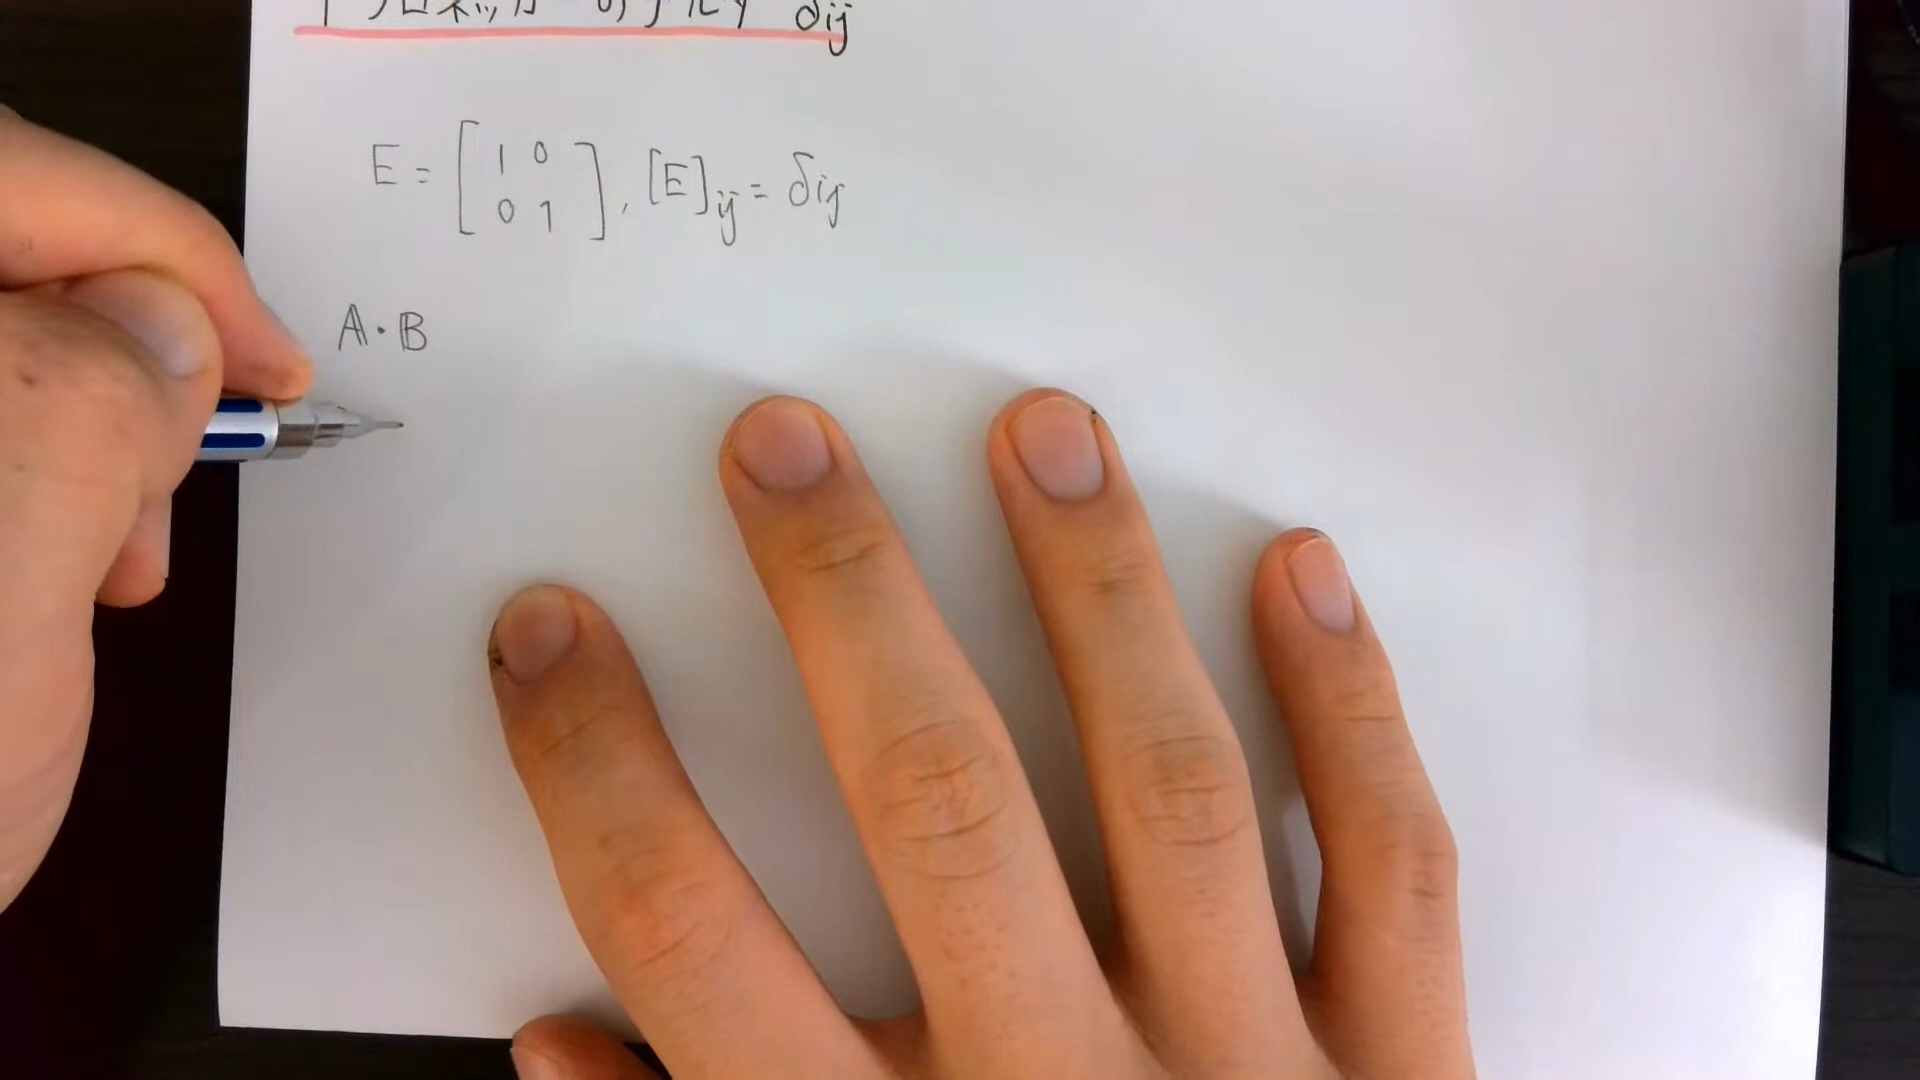 クロネッカーのデルタ δij
E = [ 1 0
0 1 ] , [E]ij = δij
A・B